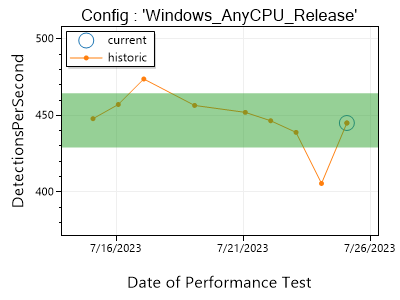 Config : 'Windows_AnyCPU_Release'
500
450
400
DetectionsPerSecond
current
historic
7/16/2023
7/21/2023
7/26/2023
Date of Performance Test